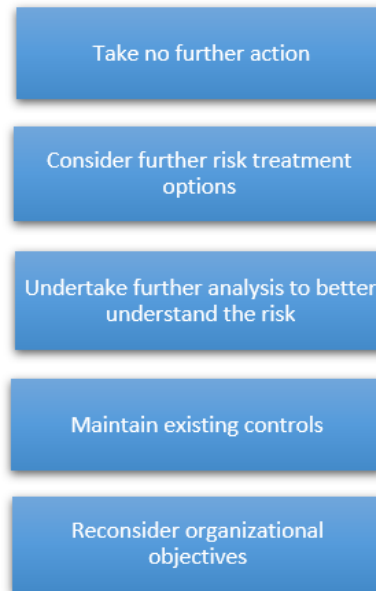 Take no further action
Consider further risk treatment
options
Undertake further analysis to better
understand the risk
Maintain existing controls
Reconsider organizational
objectives